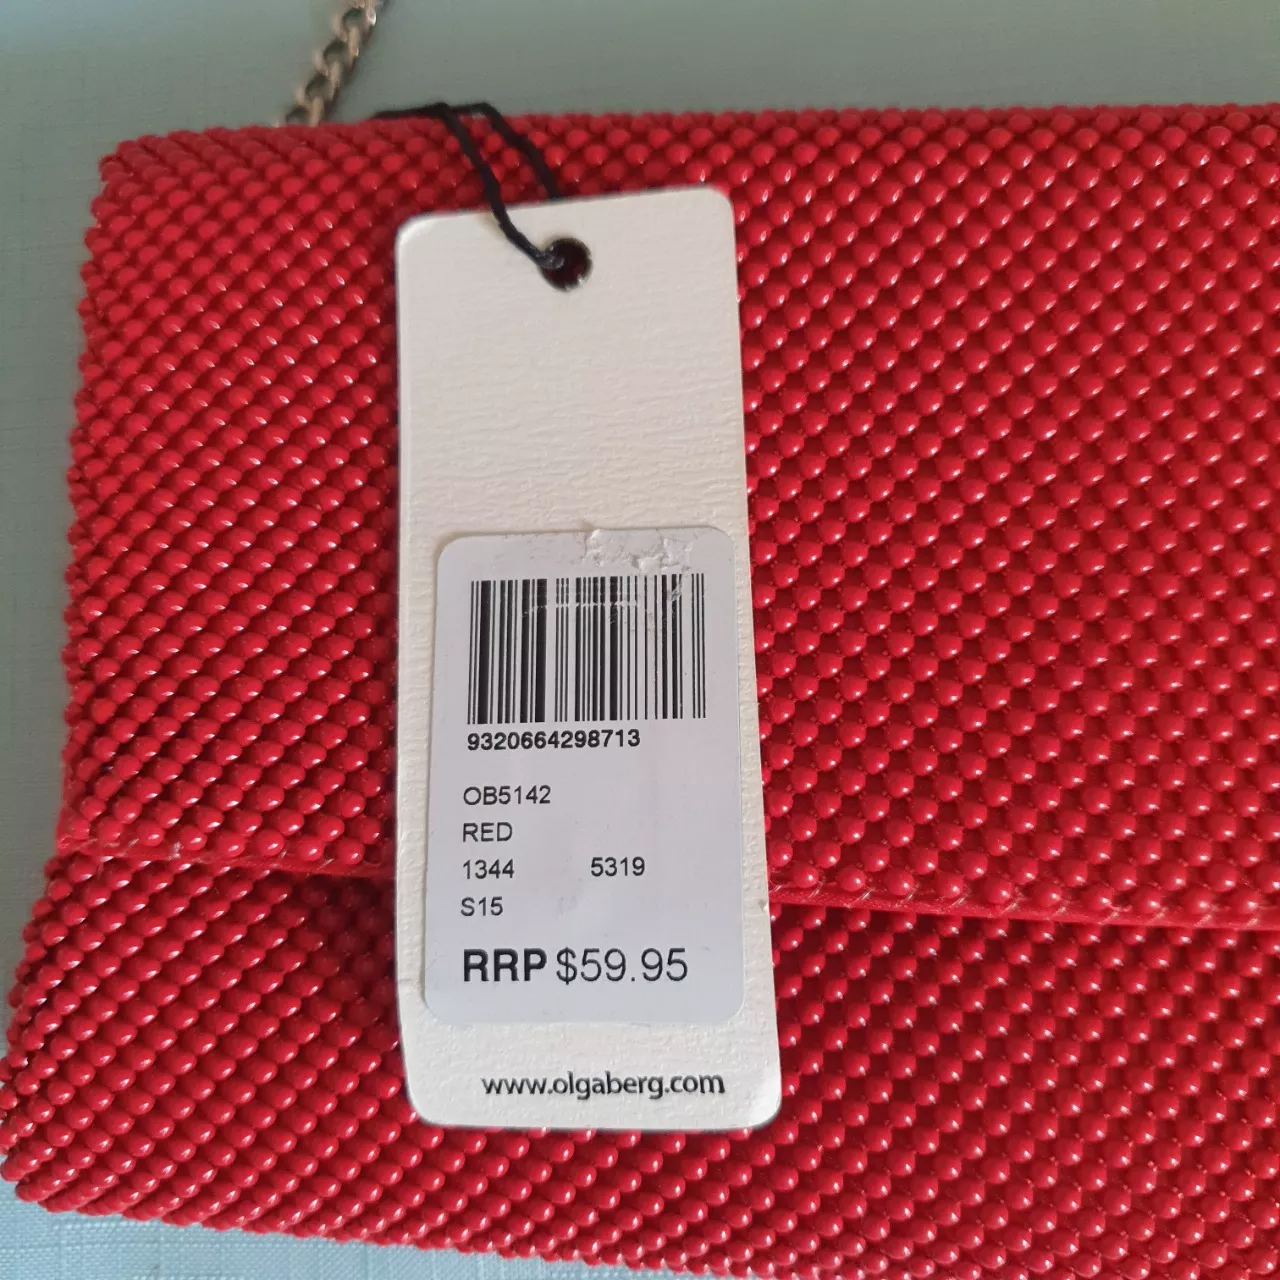 9320664298713
OB5142
RED
1344 5319
S15
RRP $59.95
www.olgaberg.com